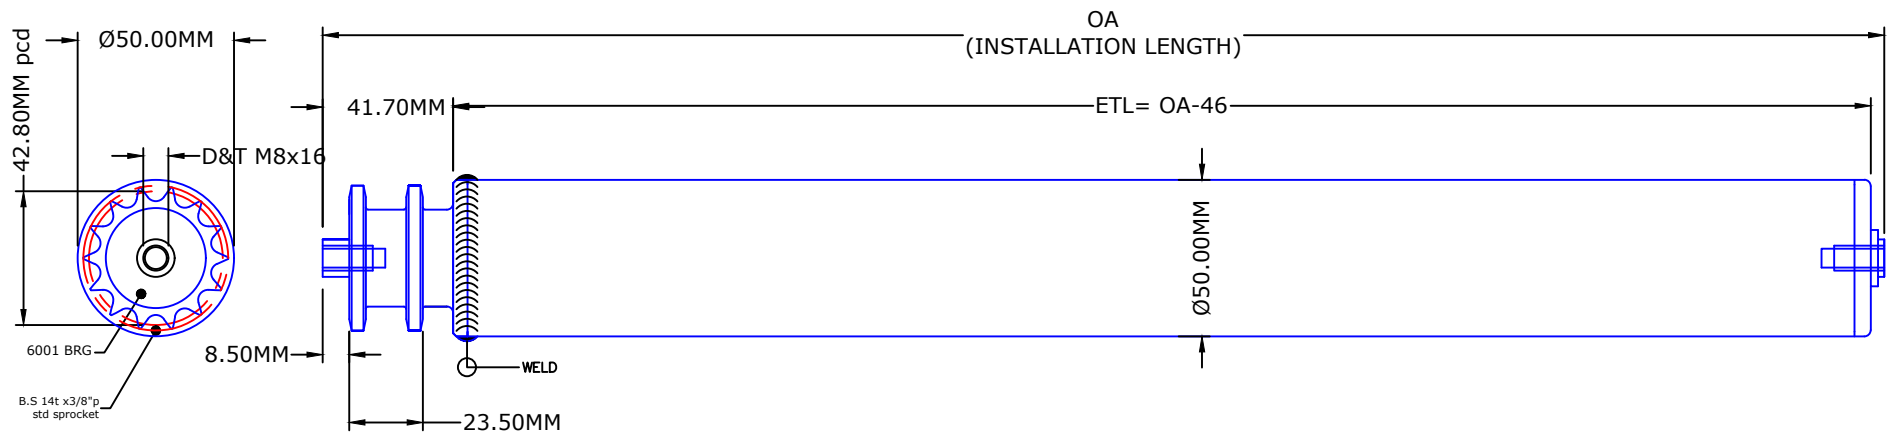 OA
(INSTALLATION LENGTH)
Ø50.00MM
42.80MM pcd
41.70MM
ETL= OA-46
D&T M8x16
Ø50.00MM
6001 BRG
8.50MM
WELD
B.S 14t x3/8"p
std sprocket
23.50MM